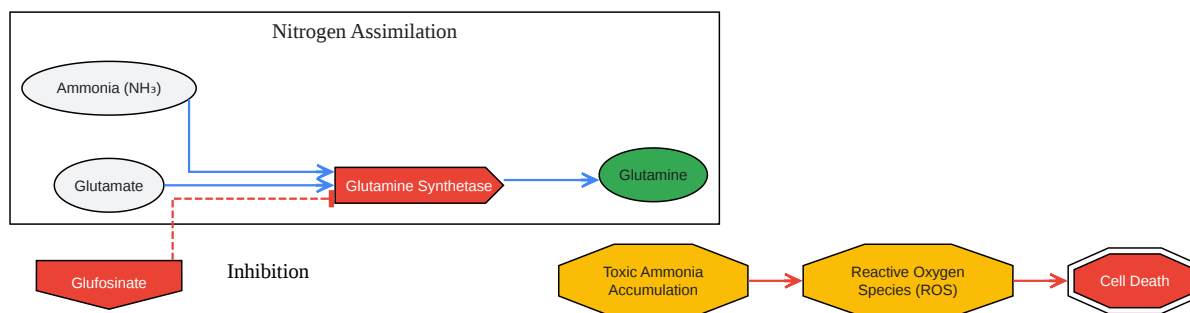 Nitrogen Assimilation
Ammonia (NH₃)
Glutamate
Glutamine Synthetase
Glutamine
Glufosinate
Inhibition
Toxic Ammonia
Accumulation
Reactive Oxygen
Species (ROS)
Cell Death